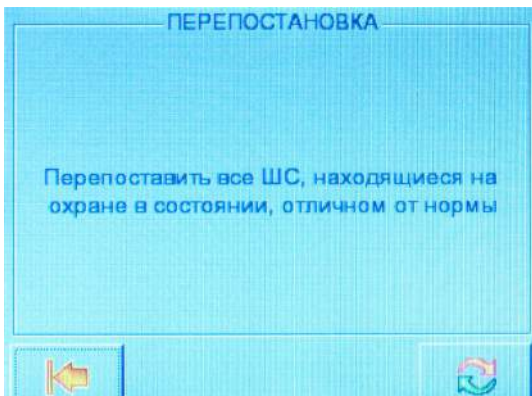 ПЕРЕПОСТАНОВКА
Перепоставить все ШС, находящиеся на
охране в состоянии, отличном от нормы